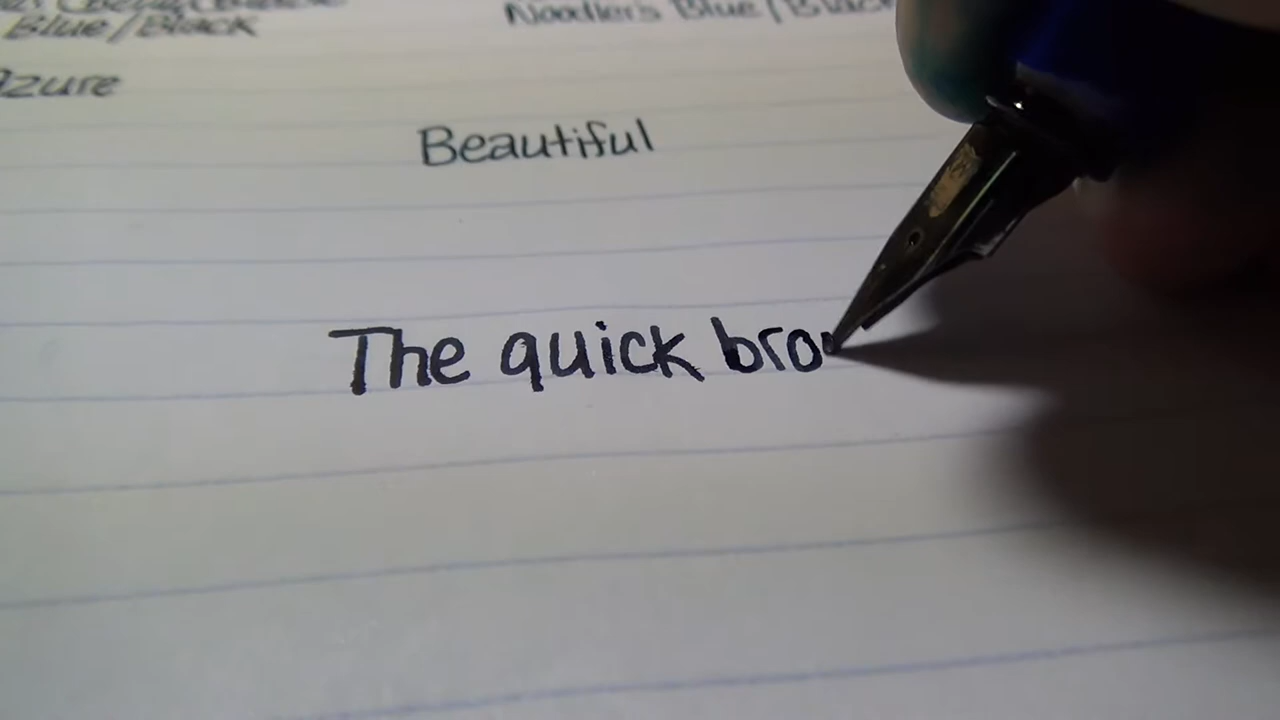 Noodler's Blue/Black
Blue/Black
Azure
Beautiful
The quick bro